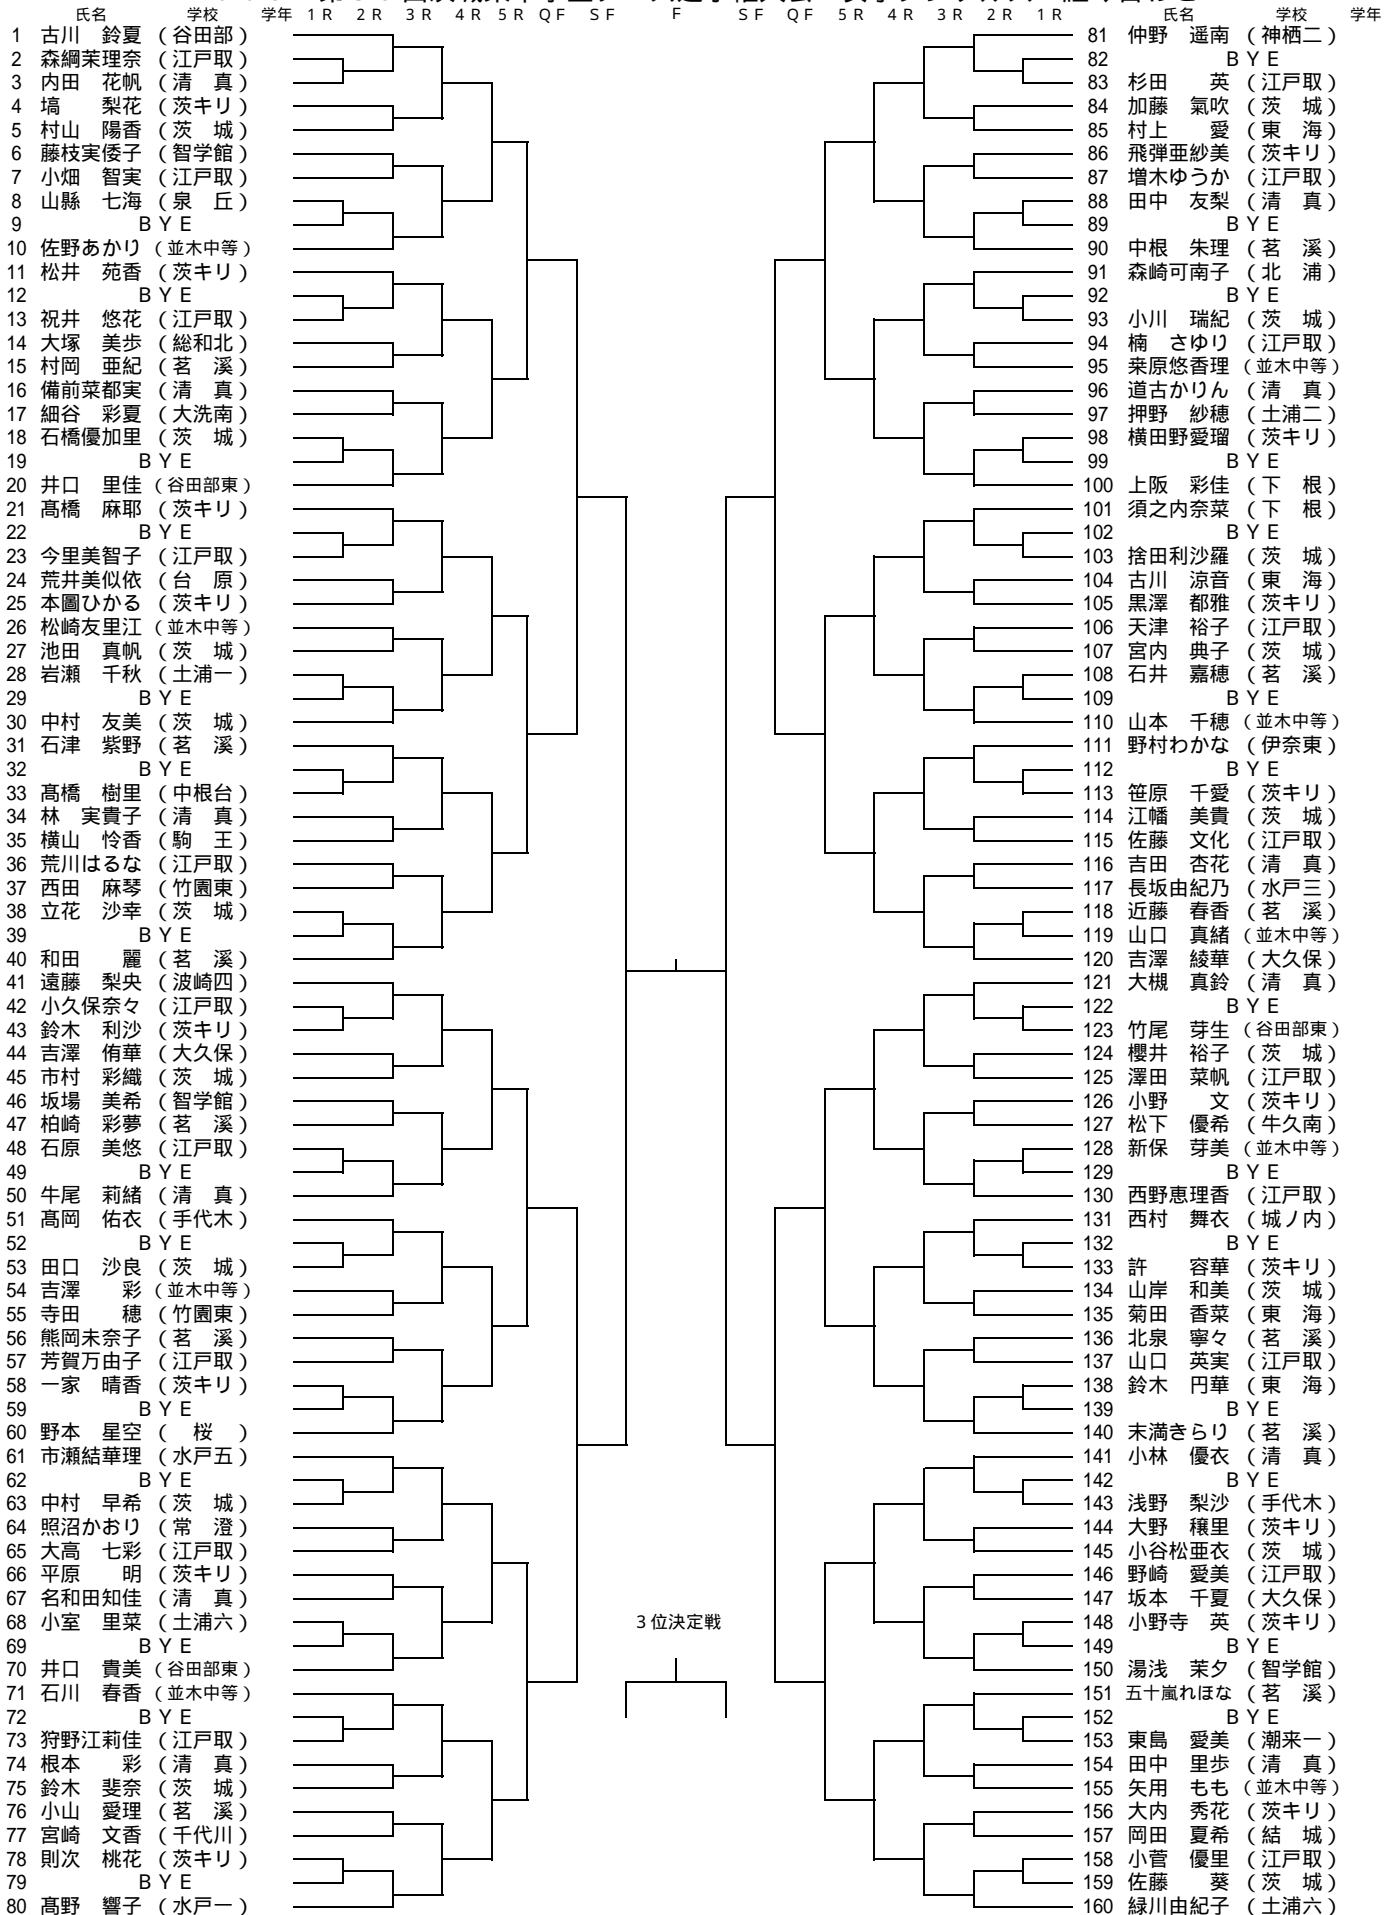 氏名 学校 学年 1R 2R 3R 4R 5R QF SF F SF QF 5R 4R 3R 2R 1R 氏名 学校 学年
1 古川 鈴夏 (谷田部) 81 仲野 遥南 (神栖二)
2 森綱茉理奈 (江戸取) 82 BYE
3 内田 花帆 (清 真) 83 杉田 英 (江戸取)
4 塙 梨花 (茨キリ) 84 加藤 氣吹 (茨 城)
5 村山 陽香 (茨 城) 85 村上 愛 (東 海)
6 藤枝実倭子 (智学館) 86 飛弾亜紗美 (茨キリ)
7 小畑 智実 (江戸取) 87 増木ゆうか (江戸取)
8 山縣 七海 (泉 丘) 88 田中 友梨 (清 真)
9 BYE 89 BYE
10 佐野あかり (並木中等) 90 中根 朱理 (茗 溪)
11 松井 苑香 (茨キリ) 91 森崎可南子 (北 浦)
12 BYE 92 BYE
13 祝井 悠花 (江戸取) 93 小川 瑞紀 (茨 城)
14 大塚 美歩 (総和北) 94 楠 さゆり (江戸取)
15 村岡 亜紀 (茗 溪) 95 桒原悠香理 (並木中等)
16 備前菜都実 (清 真) 96 道古かりん (清 真)
17 細谷 彩夏 (大洗南) 97 押野 紗穂 (土浦二)
18 石橋優加里 (茨 城) 98 横田野愛瑠 (茨キリ)
19 BYE 99 BYE
20 井口 里佳 (谷田部東) 100 上阪 彩佳 (下 根)
21 髙橋 麻耶 (茨キリ) 101 須之内奈菜 (下 根)
22 BYE 102 BYE
23 今里美智子 (江戸取) 103 捨田利沙羅 (茨 城)
24 荒井美似依 (台 原) 104 古川 涼音 (東 海)
25 本圖ひかる (茨キリ) 105 黒澤 都雅 (茨キリ)
26 松崎友里江 (並木中等) 106 天津 裕子 (江戸取)
27 池田 真帆 (茨 城) 107 宮内 典子 (茨 城)
28 岩瀬 千秋 (土浦一) 108 石井 嘉穂 (茗 溪)
29 BYE 109 BYE
30 中村 友美 (茨 城) 110 山本 千穂 (並木中等)
31 石津 紫野 (茗 溪) 111 野村わかな (伊奈東)
32 BYE 112 BYE
33 髙橋 樹里 (中根台) 113 笹原 千愛 (茨キリ)
34 林 実貴子 (清 真) 114 江幡 美貴 (茨 城)
35 横山 怜香 (駒 王) 115 佐藤 文化 (江戸取)
36 荒川はるな (江戸取) 116 吉田 杏花 (清 真)
37 西田 麻琴 (竹園東) 117 長坂由紀乃 (水戸三)
38 立花 沙幸 (茨 城) 118 近藤 春香 (茗 溪)
39 BYE 119 山口 真緒 (並木中等)
40 和田 麗 (茗 溪) 120 吉澤 綾華 (大久保)
41 遠藤 梨央 (波崎四) 121 大槻 真鈴 (清 真)
42 小久保奈々 (江戸取) 122 BYE
43 鈴木 利沙 (茨キリ) 123 竹尾 芽生 (谷田部東)
44 吉澤 侑華 (大久保) 124 櫻井 裕子 (茨 城)
45 市村 彩織 (茨 城) 125 澤田 菜帆 (江戸取)
46 坂場 美希 (智学館) 126 小野 文 (茨キリ)
47 柏崎 彩夢 (茗 溪) 127 松下 優希 (牛久南)
48 石原 美悠 (江戸取) 128 新保 芽美 (並木中等)
49 BYE 129 BYE
50 牛尾 莉緒 (清 真) 130 西野恵理香 (江戸取)
51 髙岡 佑衣 (手代木) 131 西村 舞衣 (城ノ内)
52 BYE 132 BYE
53 田口 沙良 (茨 城) 133 許 容華 (茨キリ)
54 吉澤 彩 (並木中等) 134 山岸 和美 (茨 城)
55 寺田 穂 (竹園東) 135 菊田 香菜 (東 海)
56 熊岡未奈子 (茗 溪) 136 北泉 寧々 (茗 溪)
57 芳賀万由子 (江戸取) 137 山口 英実 (江戸取)
58 一家 晴香 (茨キリ) 138 鈴木 円華 (東 海)
59 BYE 139 BYE
60 野本 星空 ( 桜 ) 140 末満きらり (茗 溪)
61 市瀬結華理 (水戸五) 141 小林 優衣 (清 真)
62 BYE 142 BYE
63 中村 早希 (茨 城) 143 浅野 梨沙 (手代木)
64 照沼かおり (常 澄) 144 大野 穣里 (茨キリ)
65 大高 七彩 (江戸取) 145 小谷松亜衣 (茨 城)
66 平原 明 (茨キリ) 146 野崎 愛美 (江戸取)
67 名和田知佳 (清 真) 147 坂本 千夏 (大久保)
68 小室 里菜 (土浦六) 3位決定戦 148 小野寺 英 (茨キリ)
69 BYE 149 BYE
70 井口 貴美 (谷田部東) 150 湯浅 茉夕 (智学館)
71 石川 春香 (並木中等) 151 五十嵐れほな (茗 溪)
72 BYE 152 BYE
73 狩野江莉佳 (江戸取) 153 東島 愛美 (潮来一)
74 根本 彩 (清 真) 154 田中 里歩 (清 真)
75 鈴木 斐奈 (茨 城) 155 矢用 もも (並木中等)
76 小山 愛理 (茗 溪) 156 大内 秀花 (茨キリ)
77 宮崎 文香 (千代川) 157 岡田 夏希 (結 城)
78 則次 桃花 (茨キリ) 158 小菅 優里 (江戸取)
79 BYE 159 佐藤 葵 (茨 城)
80 髙野 響子 (水戸一) 160 緑川由紀子 (土浦六)